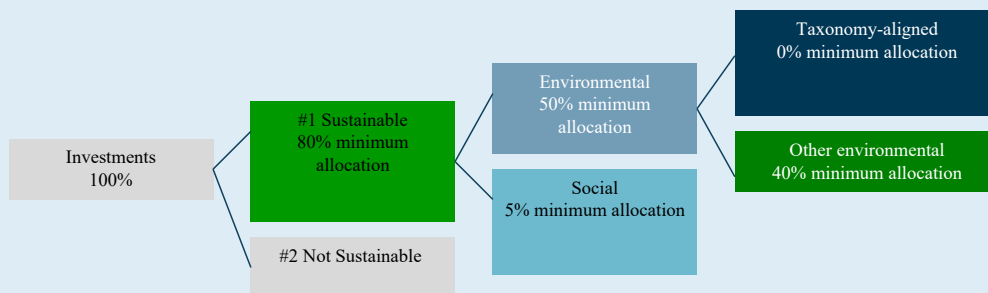 Investments
100%
#1 Sustainable
80% minimum
allocation
#2 Not Sustainable
Environmental
50% minimum
allocation
Social
5% minimum allocation
Taxonomy-aligned
0% minimum allocation
Other environmental
40% minimum allocation